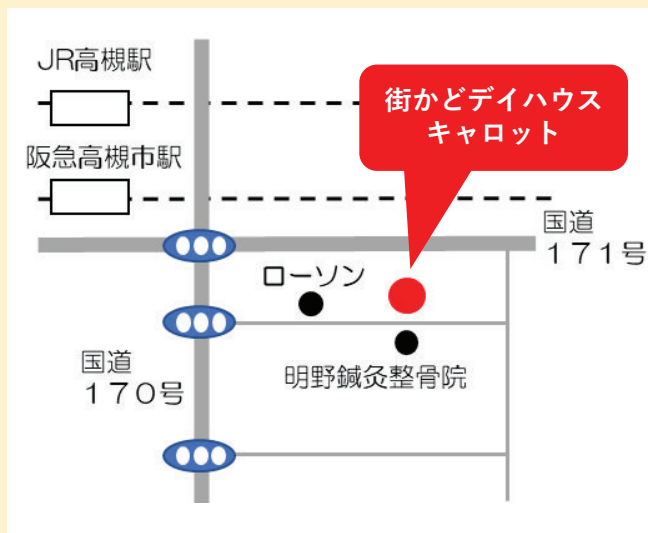 JR高槻駅
街かどデイハウス
キャロット
阪急高槻市駅
国道
１７１号
ローソン
国道
１７０号
明野鍼灸整骨院